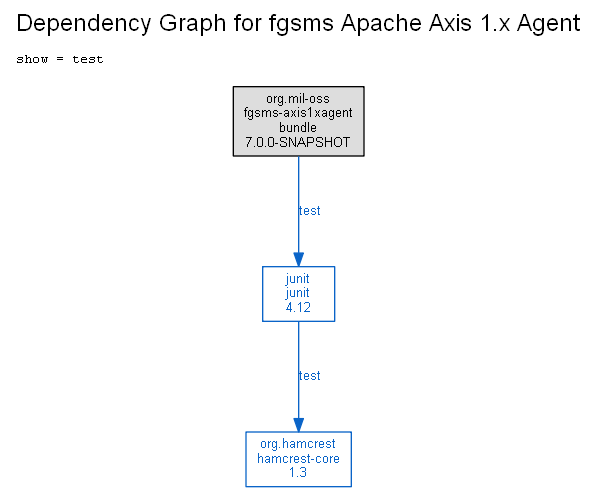 Dependency Graph for fgsms Apache Axis 1.x Agent
show = test
org.mil-oss
fgsms-axis1xagent
bundle
7.0.0-SNAPSHOT
test
junit
junit
4.12
test
org.hamcrest
hamcrest-core
1.3